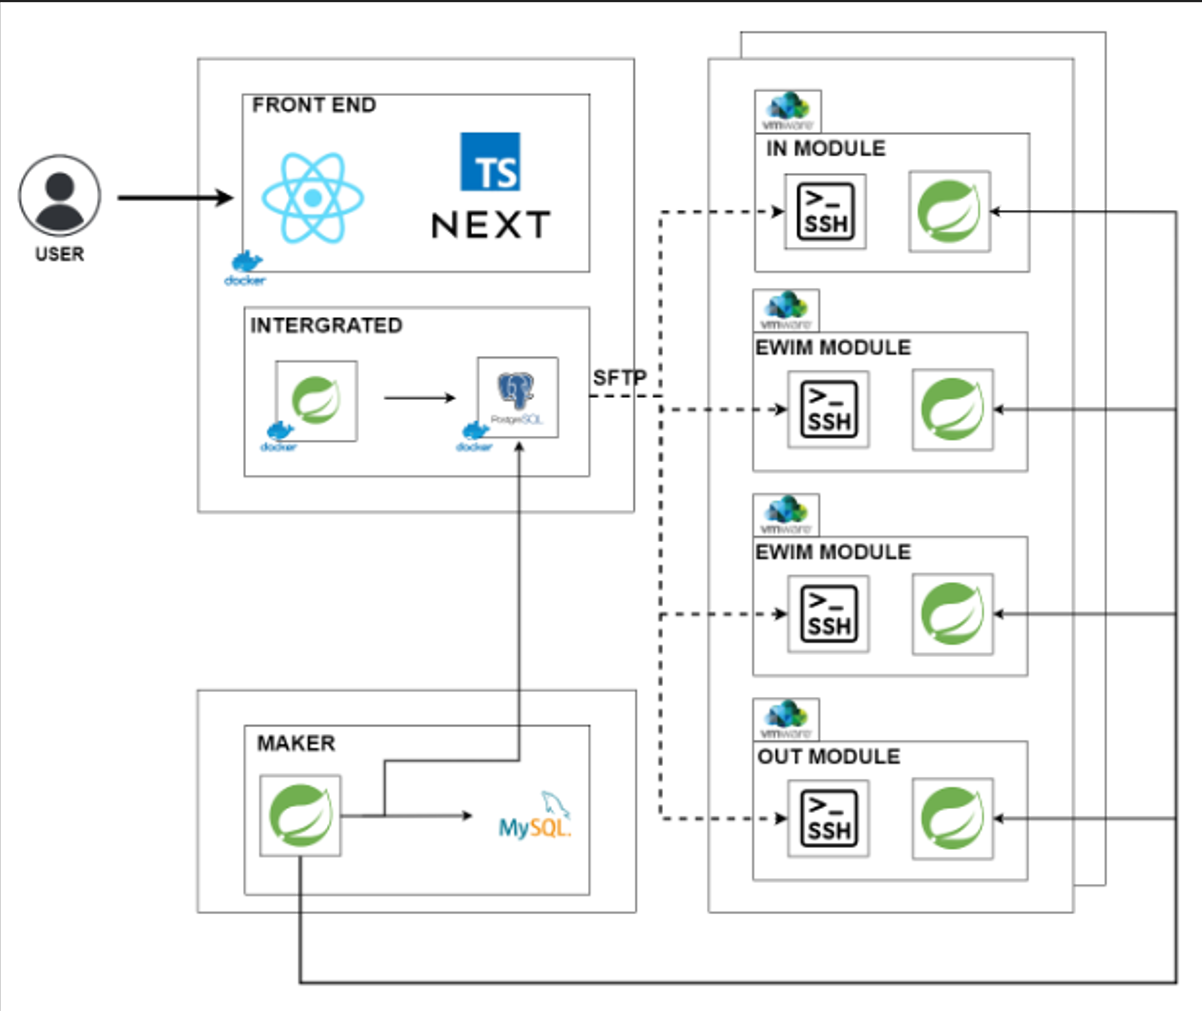 FRONT END
TS
NEXT
USER
docker
INTERGRATED
docker
PostgreSQL
docker
SFTP
MAKER
MySQL.
vmware
IN MODULE
>_
SSH
vmware
EWIM MODULE
>_
SSH
vmware
EWIM MODULE
>_
SSH
vmware
OUT MODULE
>_
SSH